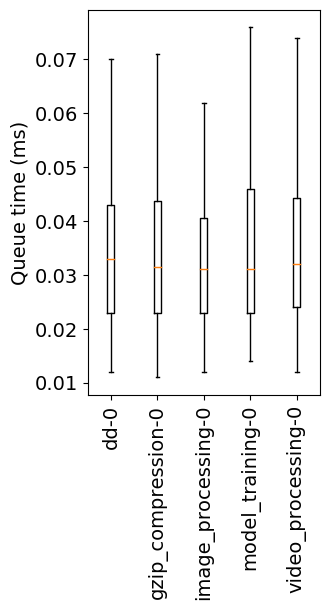 Queue time (ms)
0.07
0.06
0.05
0.04
0.03
0.02
0.01
dd-0
gzip_compression-0
image_processing-0
model_training-0
video_processing-0